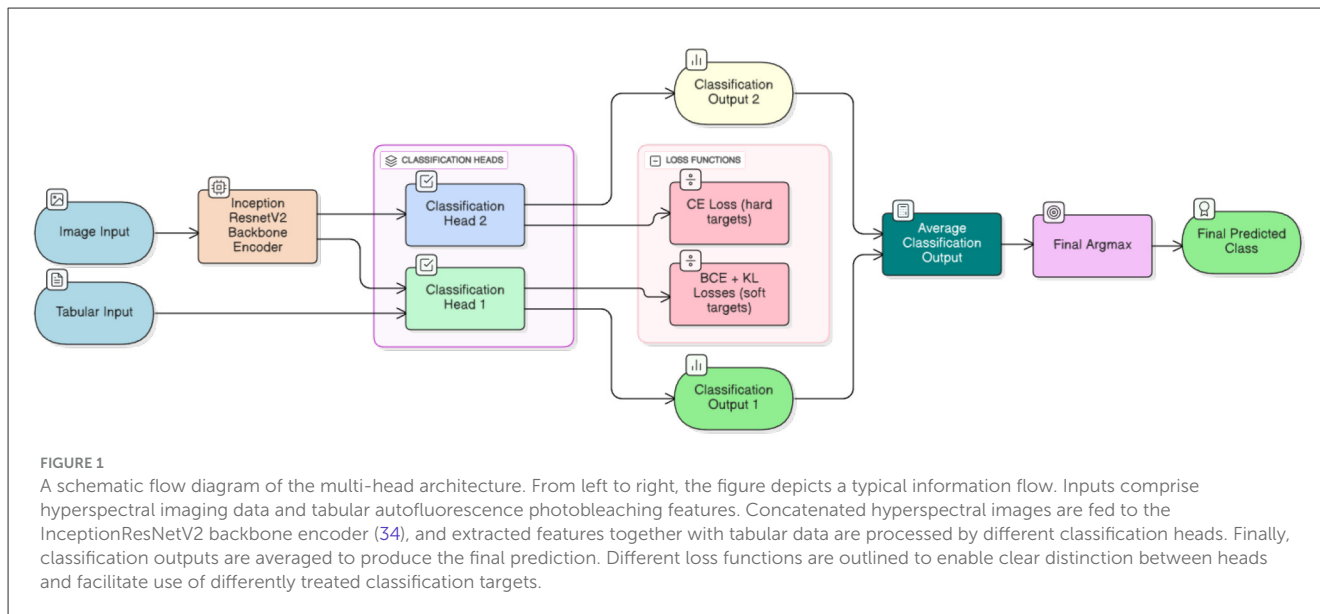 Classification
Output 2
CLASSIFICATION HEADS
LOSS FUNCTIONS
Image Input
Inception
ResnetV2
Backbone
Encoder
Classification
Head 2
CE Loss (hard
targets)
Average
Classification
Output
Final Argmax
Final Predicted
Class
Tabular Input
Classification
Head 1
BCE + KL
Losses (soft
targets)
Classification
Output 1
FIGURE 1
A schematic flow diagram of the multi-head architecture. From left to right, the figure depicts a typical information flow. Inputs comprise
hyperspectral imaging data and tabular autofluorescence photobleaching features. Concatenated hyperspectral images are fed to the
InceptionResNetV2 backbone encoder (34), and extracted features together with tabular data are processed by different classification heads. Finally,
classification outputs are averaged to produce the final prediction. Different loss functions are outlined to enable clear distinction between heads
and facilitate use of differently treated classification targets.